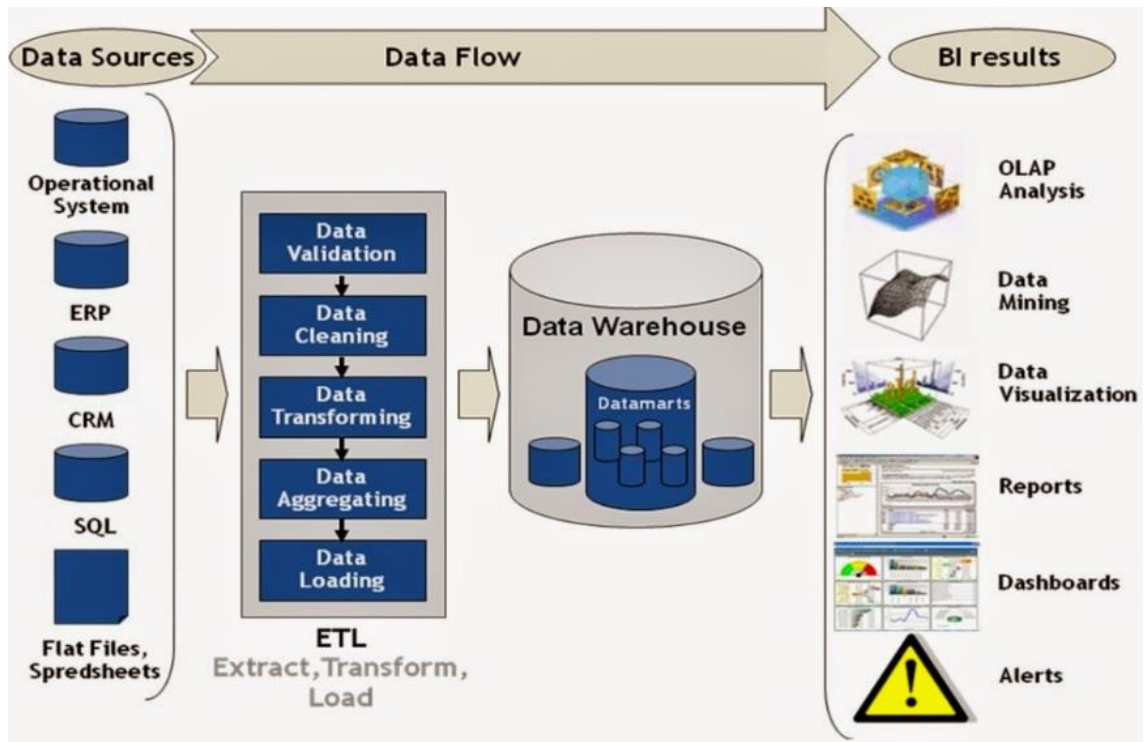 Data Sources
Data Flow
BI results
Operational
System
ERP
CRM
SQL
Flat Files,
Spredsheets
Data
Validation
Data
Cleaning
Data
Transforming
Data
Aggregating
Data
Loading
ETL
Extract,Transform,
Load
Data Warehouse
Datamarts
OLAP
Analysis
Data
Mining
Data
Visualization
Reports
Dashboards
Alerts